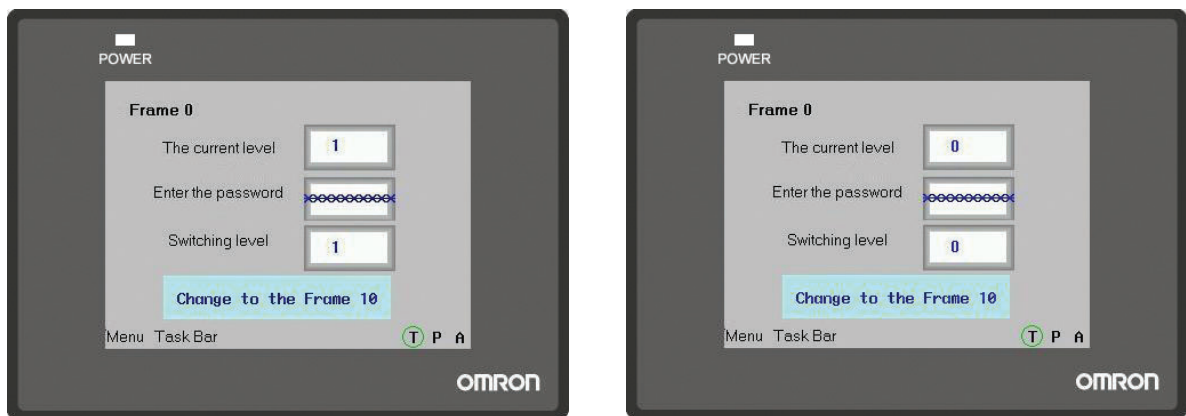 POWER
Frame 0
The current level 1
Enter the password
Switching level 1
Change to the Frame 10
Menu Task Bar T P A
OMRON
POWER
Frame 0
The current level 0
Enter the password
Switching level 0
Change to the Frame 10
Menu Task Bar T P A
OMRON